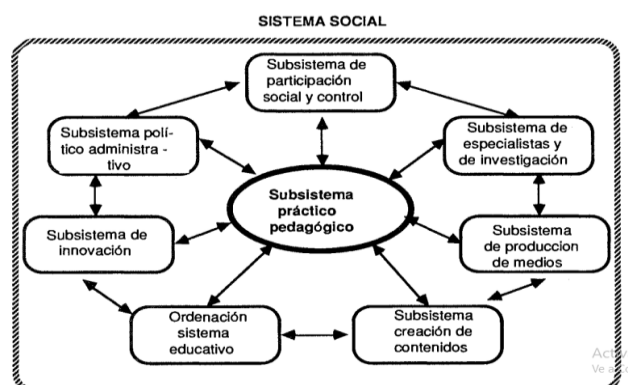 SISTEMA SOCIAL
Subsistema de
participación
social y control
Subsistema polí-
tico administra -
tivo
Subsistema de
especialistas y
de investigación
Subsistema
práctico
pedagógico
Subsistema de
innovación
Subsistema
de produccion
de medios
Ordenación
sistema
educativo
Subsistema
creación de
contenidos